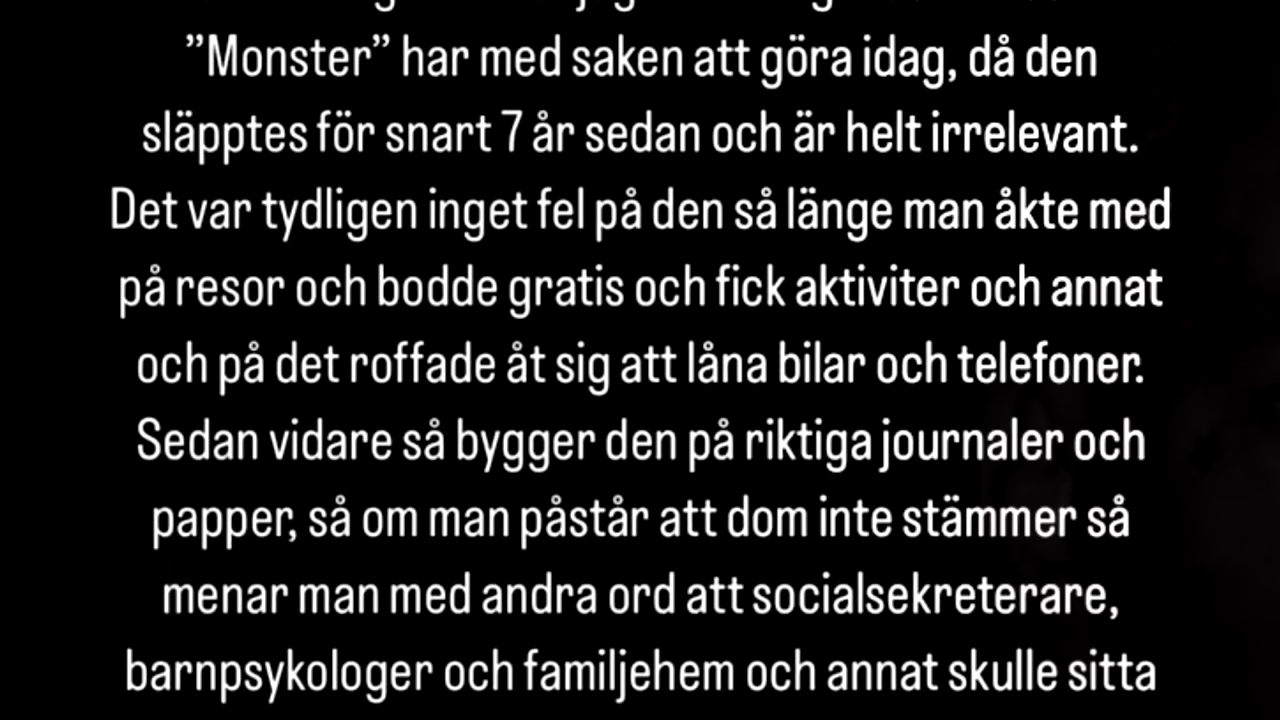 ”Monster” har med saken att göra idag, då den
släpptes för snart 7 år sedan och är helt irrelevant.
Det var tydligen inget fel på den så länge man åkte med
på resor och bodde gratis och fick aktiviter och annat
och på det roffade åt sig att låna bilar och telefoner.
Sedan vidare så bygger den på riktiga journaler och
papper, så om man påstår att dom inte stämmer så
menar man med andra ord att socialsekreterare,
barnpsykologer och familjehem och annat skulle sitta